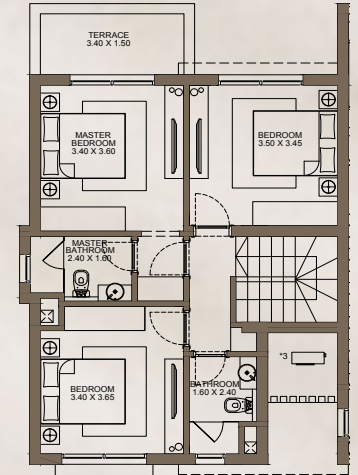 TERRACE
3.40 X 1.50
MASTER
BEDROOM
3.40 X 3.60
BEDROOM
3.50 X 3.45
MASTER
BATHROOM
2.40 X 1.60
*3
BEDROOM
3.40 X 3.65
BATHROOM
1.60 X 2.40